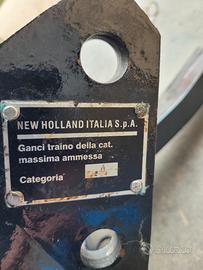 NEW HOLLAND ITALIA S.p.A.
Ganci traino della cat.
massima ammessa
Categoria